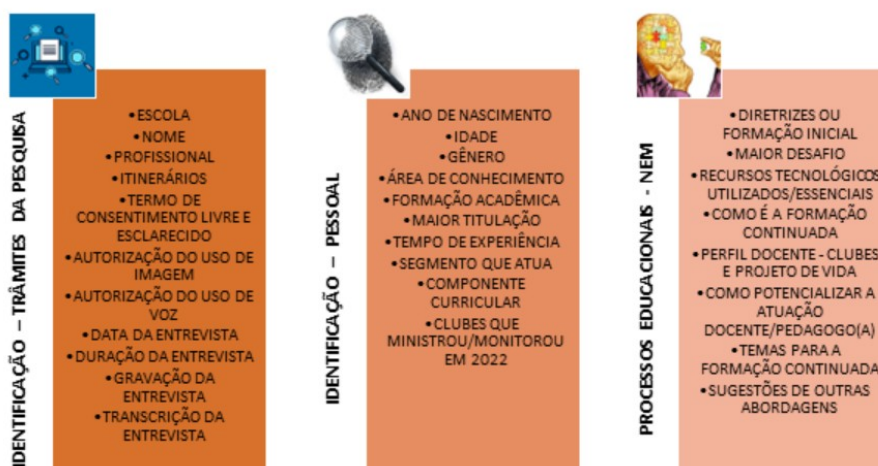 IDENTIFICAÇÃO – TRÂMITES DA PESQUISA
•ESCOLA
•NOME
•PROFISSIONAL
•ITINERÁRIOS
•TERMO DE
CONSENTIMENTO LIVRE E
ESCLARECIDO
•AUTORIZAÇÃO DO USO DE
IMAGEM
•AUTORIZAÇÃO DO USO DE
VOZ
•DATA DA ENTREVISTA
•DURAÇÃO DA ENTREVISTA
•GRAVAÇÃO DA
ENTREVISTA
•TRANSCRIÇÃO DA
ENTREVISTA
IDENTIFICAÇÃO – PESSOAL
•ANO DE NASCIMENTO
•IDADE
•GÊNERO
•ÁREA DE CONHECIMENTO
•FORMAÇÃO ACADÊMICA
•MAIOR TITULAÇÃO
•TEMPO DE EXPERIÊNCIA
•SEGMENTO QUE ATUA
•COMPONENTE
CURRICULAR
•CLUBES QUE
MINISTROU/MONITOROU
EM 2022
PROCESSOS EDUCACIONAIS - NEM
•DIRETRIZES OU
FORMAÇÃO INICIAL
•MAIOR DESAFIO
•RECURSOS TECNOLÓGICOS
UTILIZADOS/ESSENCIAIS
•COMO É A FORMAÇÃO
CONTINUADA
•PERFIL DOCENTE - CLUBES
E PROJETO DE VIDA
•COMO POTENCIALIZAR A
ATUAÇÃO
DOCENTE/PEDAGOGO(A)
•TEMAS PARA A
FORMAÇÃO CONTINUADA
•SUGESTÕES DE OUTRAS
ABORDAGENS